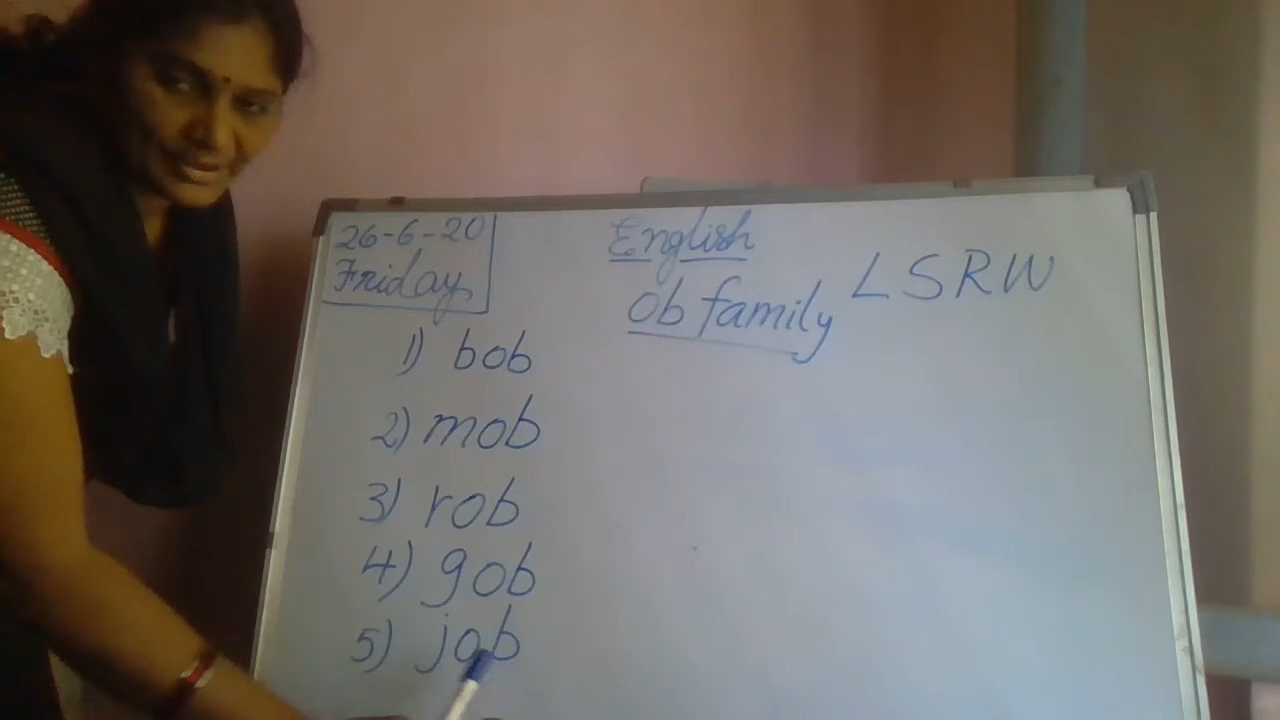 26-6-20
Friday
English
Ob family
LSRW
1) bob
2) mob
3) rob
4) gob
5) job